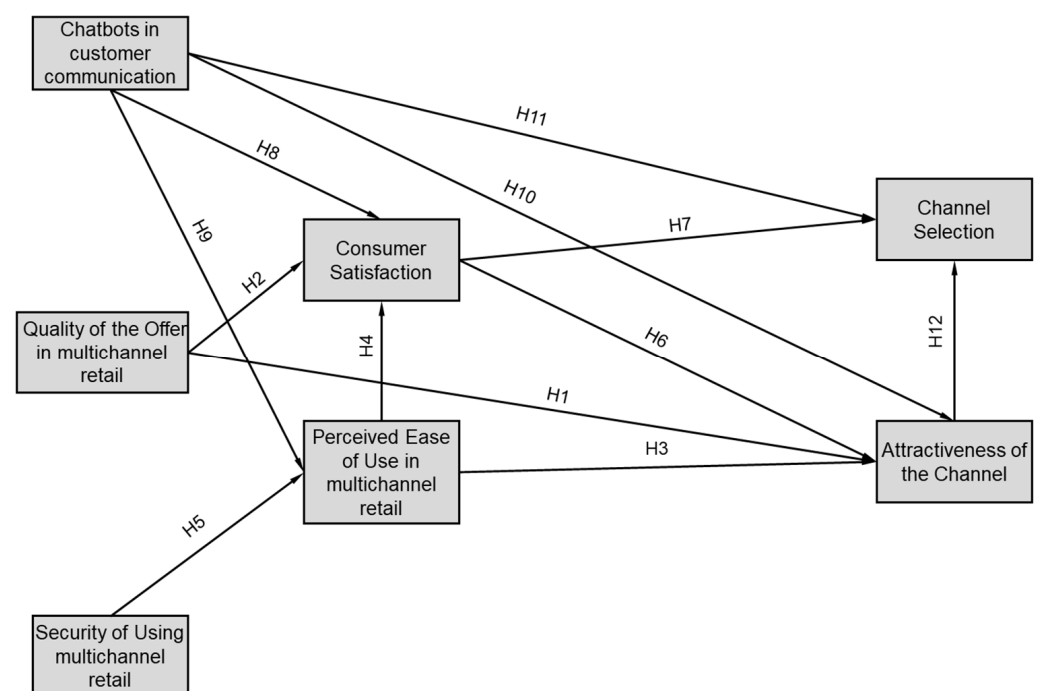 Chatbots in
customer
communication
H11
H8
H10
H9
Channel
Selection
H7
Consumer
Satisfaction
H2
Quality of the Offer
in multichannel
retail
H4
H6
H12
H1
Perceived Ease
of Use in
multichannel
retail
H3
Attractiveness of
the Channel
H5
Security of Using
multichannel
retail